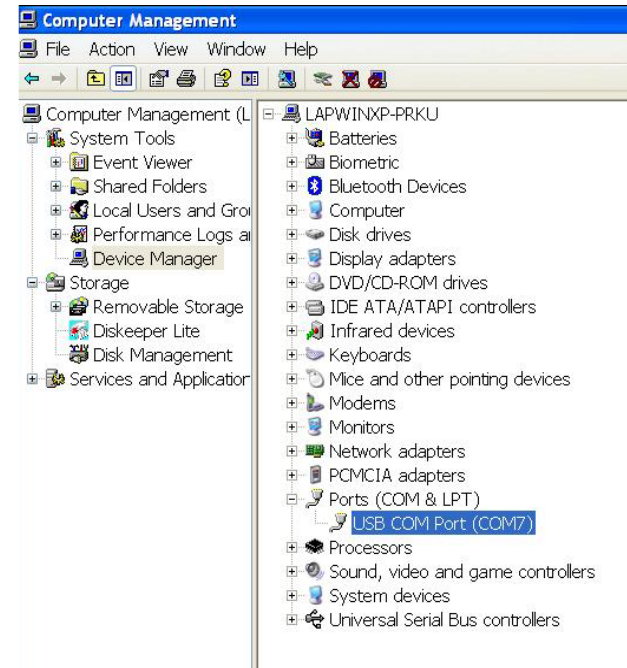 Computer Management
File Action View Window Help
Computer Management (L
System Tools
Event Viewer
Shared Folders
Local Users and Grou
Performance Logs a
Device Manager
Storage
Removable Storage
Diskeeper Lite
Disk Management
Services and Application
LAPWINXP-PRKU
Batteries
Biometric
Bluetooth Devices
Computer
Disk drives
Display adapters
DVD/CD-ROM drives
IDE ATA/ATAPI controllers
Infrared devices
Keyboards
Mice and other pointing devices
Modems
Monitors
Network adapters
PCMCIA adapters
Ports (COM & LPT)
USB COM Port (COM7)
Processors
Sound, video and game controllers
System devices
Universal Serial Bus controllers